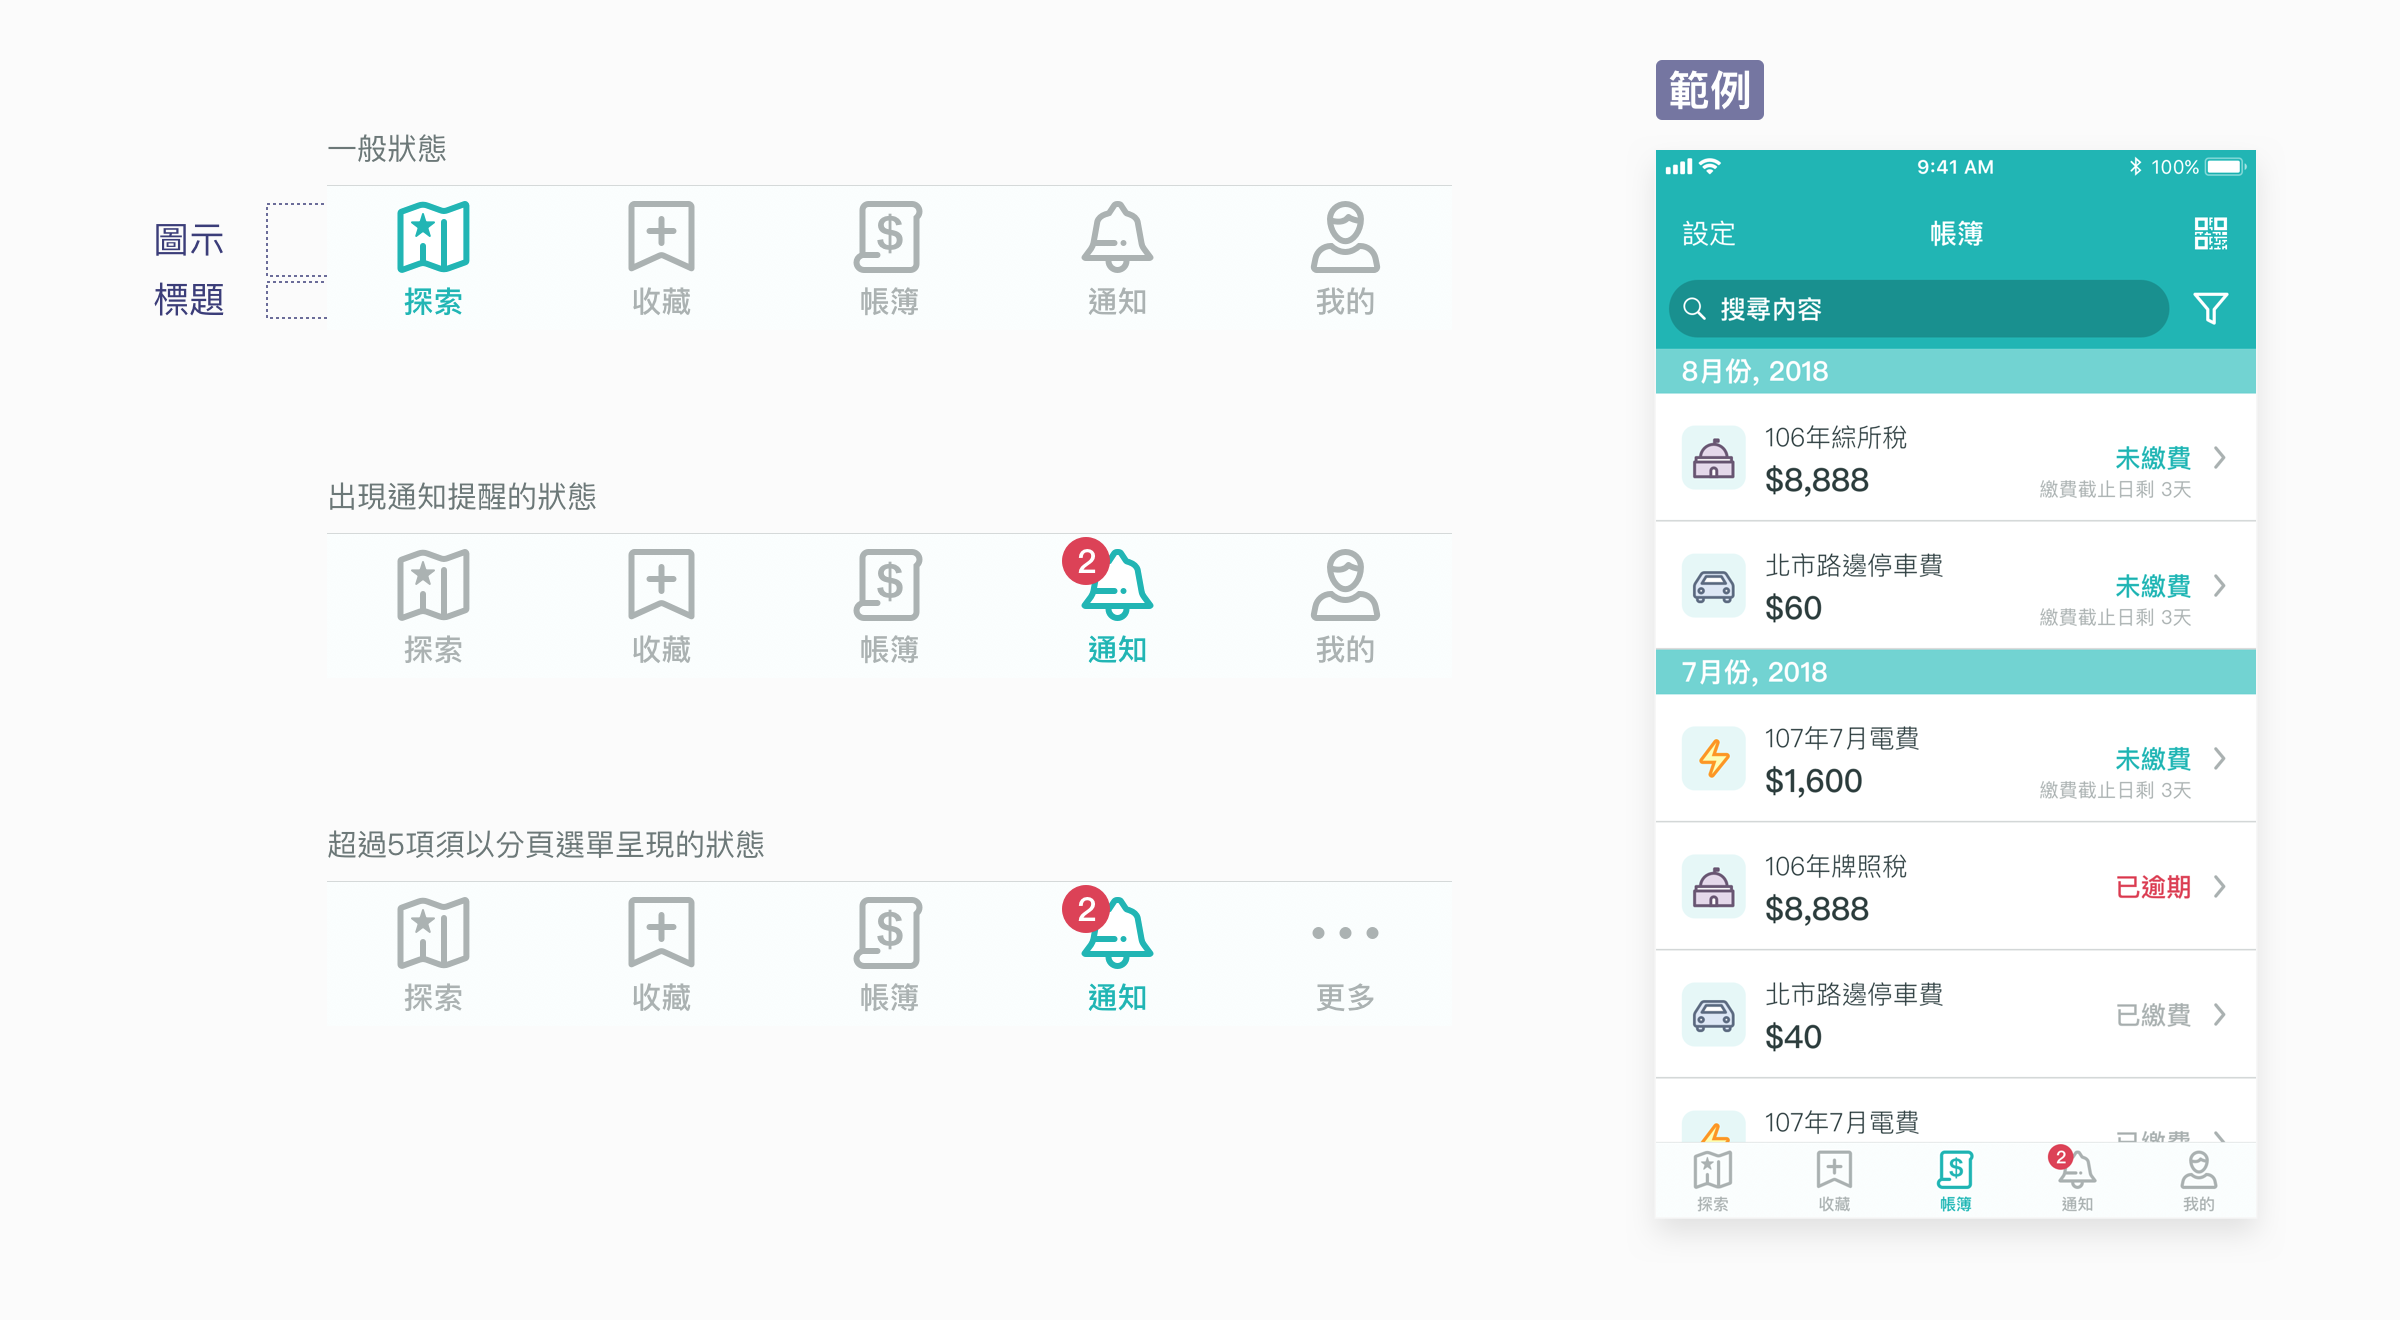 一般狀態
圖示
標題
探索
收藏
$
帳簿
通知
我的
出現通知提醒的狀態
探索
收藏
$
帳簿
2
通知
我的
超過5項須以分頁選單呈現的狀態
探索
收藏
$
帳簿
2
通知
更多
範例
9:41 AM
100%
設定
帳簿
搜尋內容
8月份, 2018
106年綜所稅
$8,888
未繳費
繳費截止日剩 3天
北市路邊停車費
$60
未繳費
繳費截止日剩 3天
7月份, 2018
107年7月電費
$1,600
未繳費
繳費截止日剩 3天
106年牌照稅
$8,888
已逾期
北市路邊停車費
$40
已繳費
107年7月電費
已繳費
探索
收藏
$
帳簿
2
通知
我的